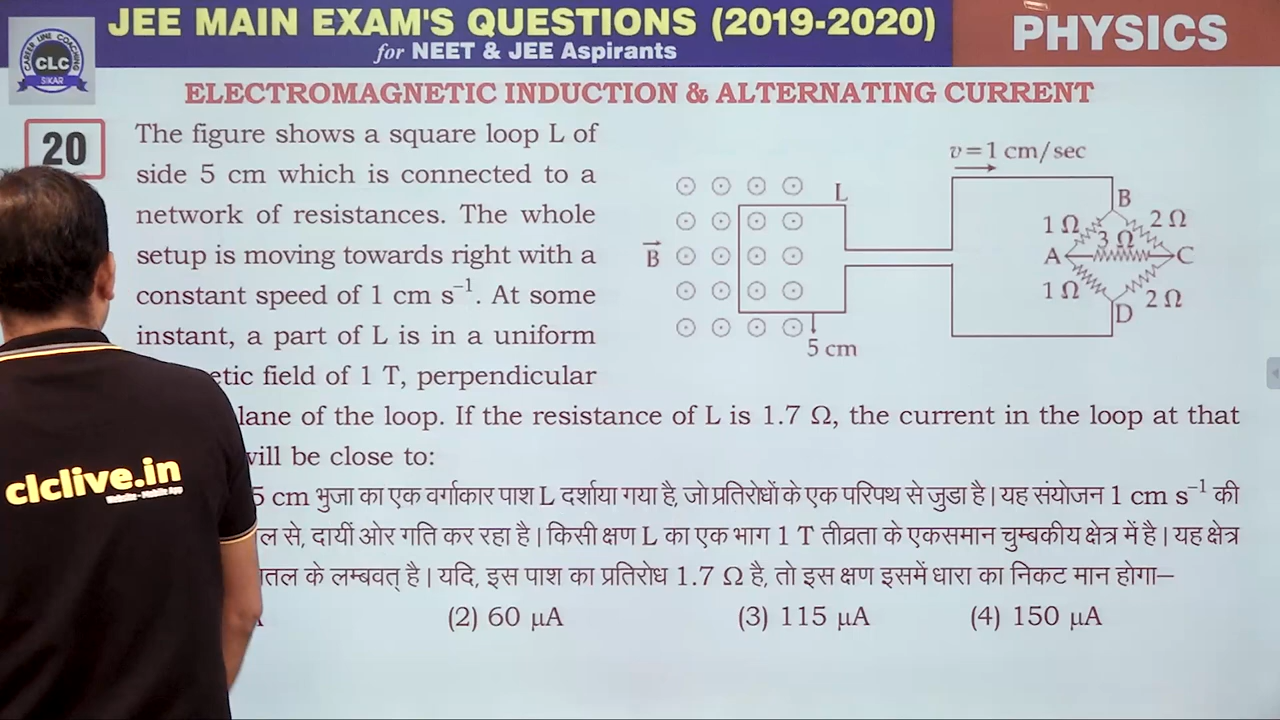 JEE MAIN EXAM'S QUESTIONS (2019-2020)
for NEET & JEE Aspirants
PHYSICS
CAREER LINE COACHING
CLC
SIKAR
ELECTROMAGNETIC INDUCTION & ALTERNATING CURRENT
20
The figure shows a square loop L of
side 5 cm which is connected to a
network of resistances. The whole
setup is moving towards right with a
constant speed of 1 cm s⁻¹. At some
instant, a part of L is in a uniform
etic field of 1 T, perpendicular
lane of the loop. If the resistance of L is 1.7 Ω, the current in the loop at that
will be close to:
v=1 cm/sec
L
B
1 Ω
2 Ω
3 Ω
B⃗
A
C
1 Ω
2 Ω
D
5 cm
5 cm भुजा का एक वर्गाकार पाश L दर्शाया गया है, जो प्रतिरोधों के एक परिपथ से जुडा है। यह संयोजन 1 cm s⁻¹ की
ल से, दायीं ओर गति कर रहा है। किसी क्षण L का एक भाग 1 T तीव्रता के एकसमान चुम्बकीय क्षेत्र में है। यह क्षेत्र
तल के लम्बवत् है। यदि, इस पाश का प्रतिरोध 1.7 Ω है, तो इस क्षण इसमें धारा का निकट मान होगा—
(2) 60 μA
(3) 115 μA
(4) 150 μA
clclive.in